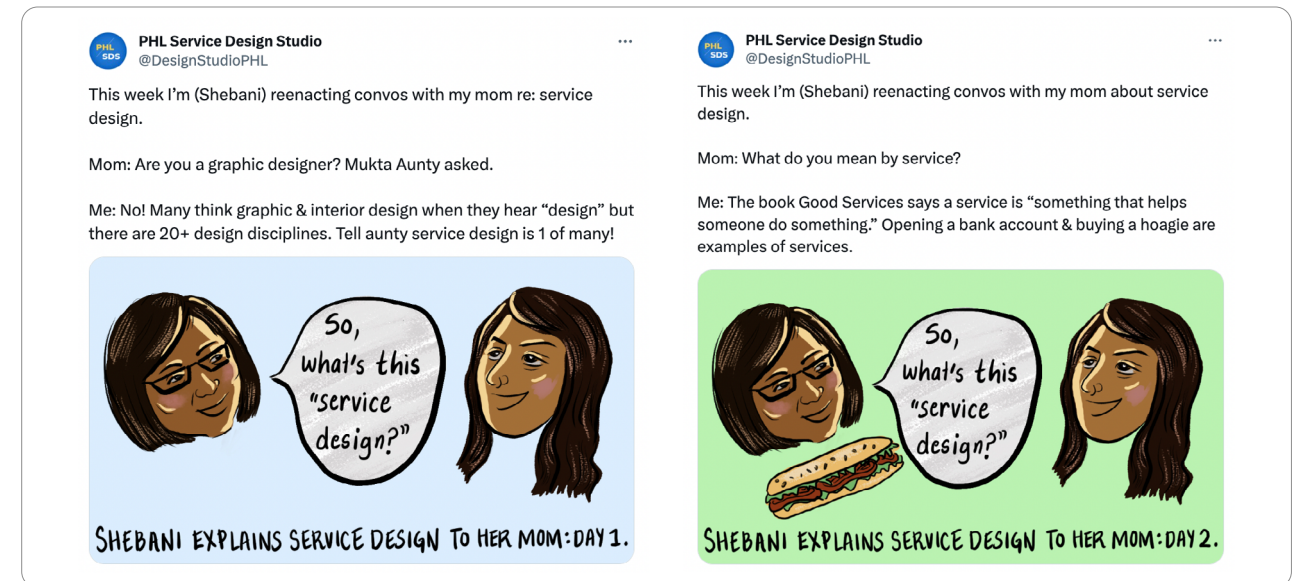 PHL
SDS
PHL Service Design Studio
@DesignStudioPHL
This week I’m (Shebani) reenacting convos with my mom re: service
design.
Mom: Are you a graphic designer? Mukta Aunty asked.
Me: No! Many think graphic & interior design when they hear “design” but
there are 20+ design disciplines. Tell aunty service design is 1 of many!
So,
what's this
"service
design?"
SHEBANI EXPLAINS SERVICE DESIGN TO HER MOM: DAY 1.
PHL
SDS
PHL Service Design Studio
@DesignStudioPHL
This week I’m (Shebani) reenacting convos with my mom about service
design.
Mom: What do you mean by service?
Me: The book Good Services says a service is “something that helps
someone do something.” Opening a bank account & buying a hoagie are
examples of services.
So,
what's this
"service
design?"
SHEBANI EXPLAINS SERVICE DESIGN TO HER MOM: DAY 2.